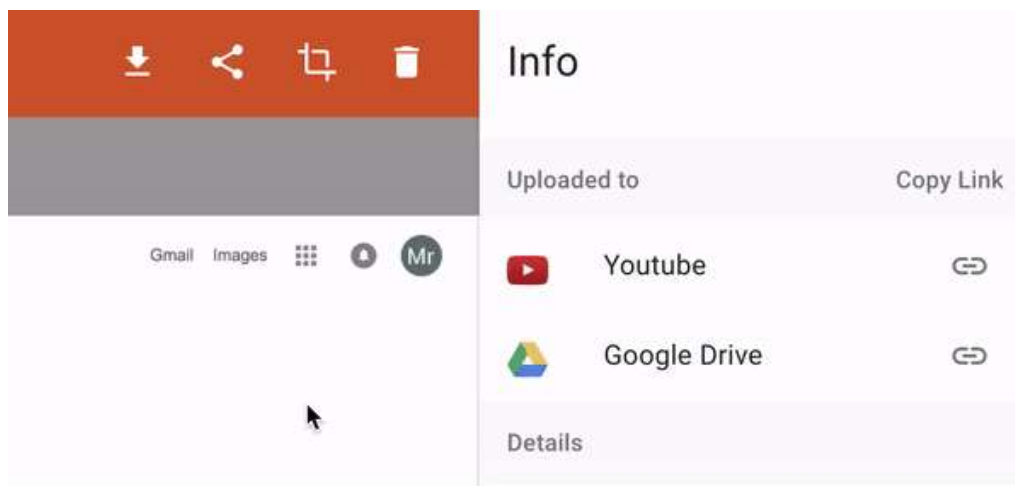 Info
Uploaded to Copy Link
Gmail Images Mr
Youtube
Google Drive
Details